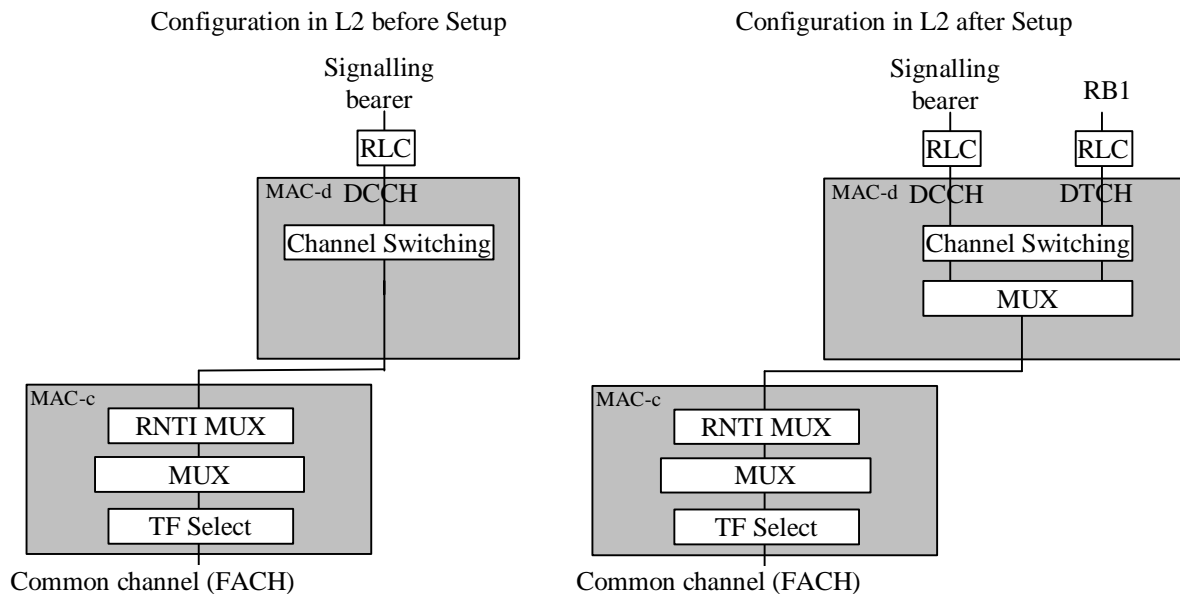 Configuration in L2 before Setup
Signalling
bearer
RLC
MAC-d DCCH
Channel Switching
MAC-c
RNTI MUX
MUX
TF Select
Common channel (FACH)
Configuration in L2 after Setup
Signalling
bearer
RB1
RLC
RLC
MAC-d DCCH
DTCH
Channel Switching
MUX
MAC-c
RNTI MUX
MUX
TF Select
Common channel (FACH)